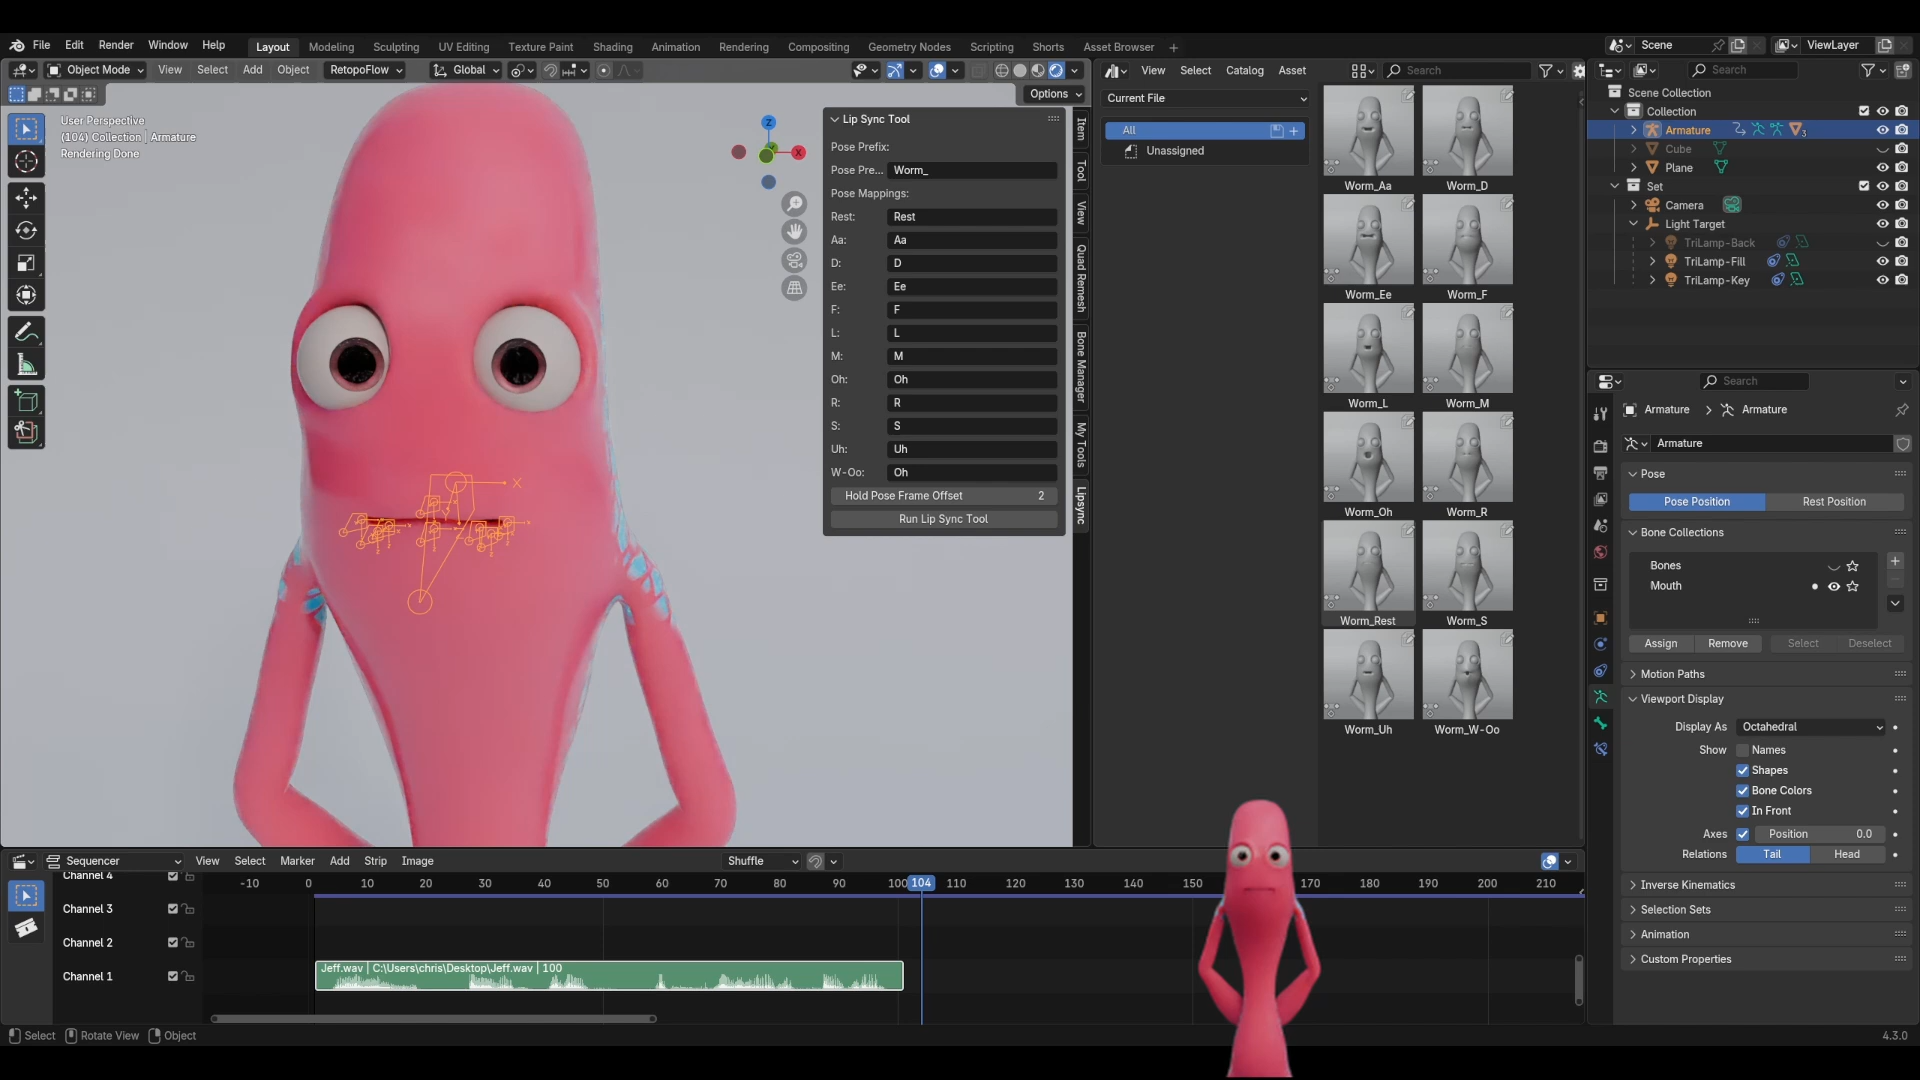 File Edit Render Window Help Layout Modeling Sculpting UV Editing Texture Paint Shading Animation Rendering Compositing Geometry Nodes Scripting Shorts Asset Browser + Scene ViewLayer
Object Mode View Select Add Object RetopoFlow Global View Select Catalog Asset Search Search
Options
User Perspective
(104) Collection | Armature
Rendering Done
Z
X
Lip Sync Tool
Pose Prefix:
Pose Pre... Worm_
Pose Mappings:
Rest: Rest
Aa: Aa
D: D
Ee: Ee
F: F
L: L
M: M
Oh: Oh
R: R
S: S
Uh: Uh
W-Oo: Oh
Hold Pose Frame Offset 2
Run Lip Sync Tool
X
Item
Tool
View
Quad Remesh
Bone Manager
My Tools
Lipsync
Current File
All
Unassigned
Worm_Aa Worm_D
Worm_Ee Worm_F
Worm_L Worm_M
Worm_Oh Worm_R
Worm_Rest Worm_S
Worm_Uh Worm_W-Oo
Scene Collection
Collection
Armature
3
Cube
Plane
Set
Camera
Light Target
TriLamp-Back
TriLamp-Fill
TriLamp-Key
Search
Armature > Armature
Armature
Pose
Pose Position Rest Position
Bone Collections
Bones
Mouth
Assign Remove Select Deselect
Motion Paths
Viewport Display
Display As Octahedral
Show Names
Shapes
Bone Colors
In Front
Axes Position 0.0
Relations Tail Head
Inverse Kinematics
Selection Sets
Animation
Custom Properties
Sequencer View Select Marker Add Strip Image Shuffle
-10 0 10 20 30 40 50 60 70 80 90 100 104 110 120 130 140 150 170 180 190 200 210
Channel 4
Channel 3
Channel 2
Channel 1
Jeff.wav | C:\Users\chris\Desktop\Jeff.wav | 100
Select Rotate View Object 4.3.0